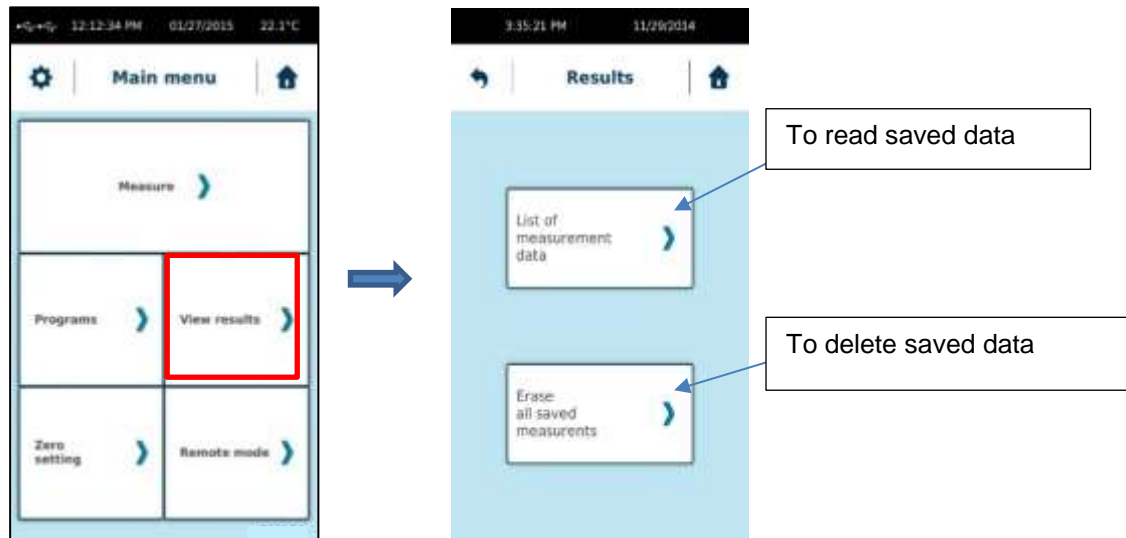 12:12:34 PM 01/27/2015 22.1°C
Main menu
Measure
Programs
View results
Zero
setting
Remote mode
3:35:21 PM 11/29/2014
Results
List of
measurement
data
Erase
all saved
measurents
To read saved data
To delete saved data